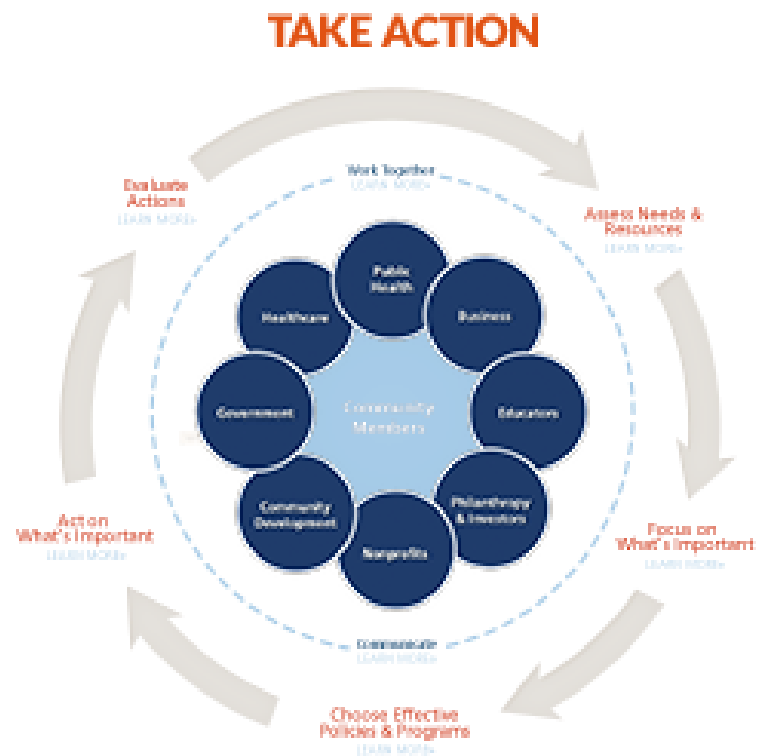 TAKE ACTION
Work Together
LEARN MORE»
Evaluate
Actions
LEARN MORE»
Assess Needs &
Resources
LEARN MORE»
Public
Health
Healthcare
Business
Government
Community
Members
Educators
Community
Development
Philanthropy
& Investors
Nonprofits
Act on
What's Important
LEARN MORE»
Focus on
What's Important
LEARN MORE»
Communicate
LEARN MORE»
Choose Effective
Policies & Programs
LEARN MORE»